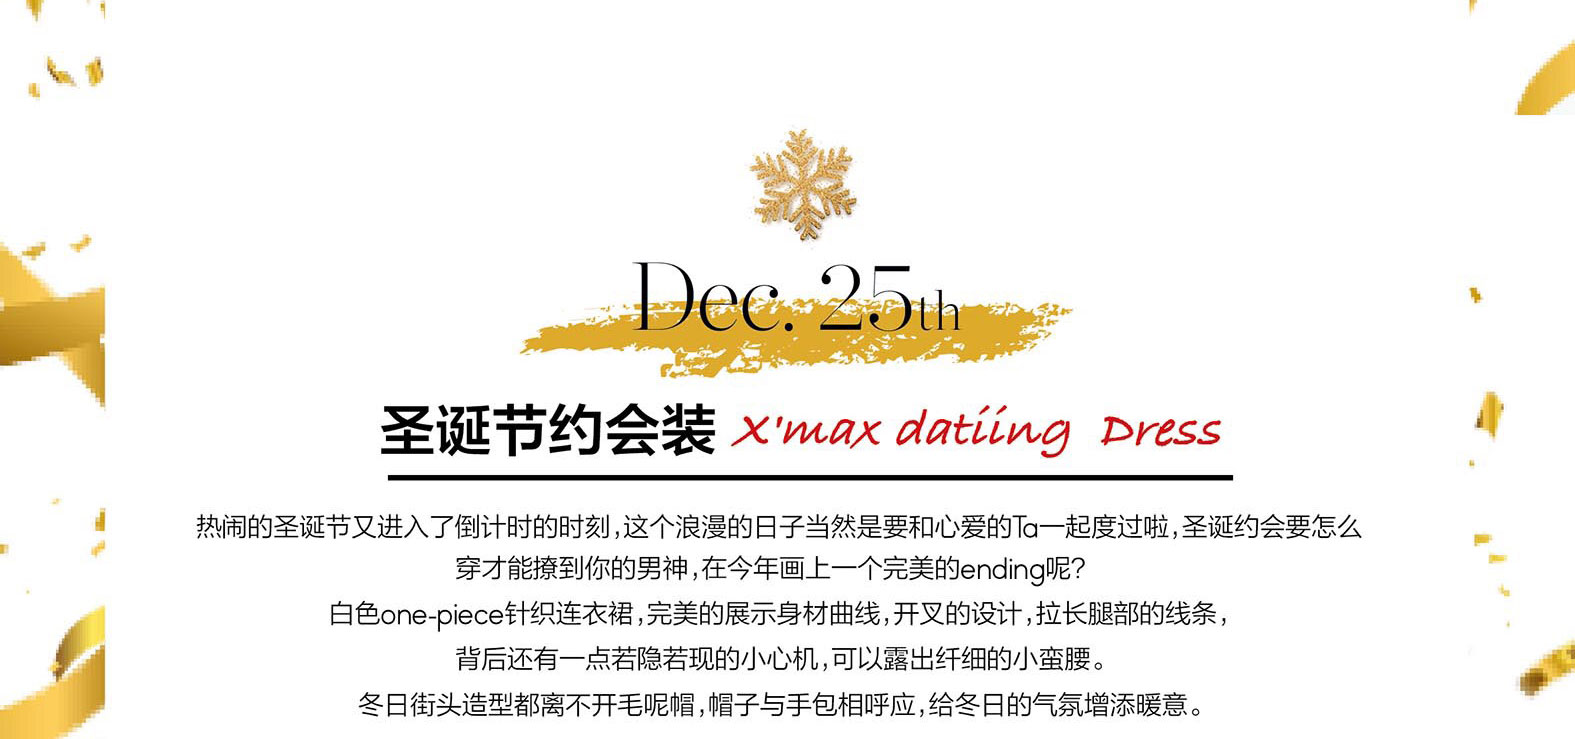 Dec. 25th
圣诞节约会装 X'max datiing Dress
热闹的圣诞节又进入了倒计时的时刻,这个浪漫的日子当然是要和心爱的Ta一起度过啦,圣诞约会要怎么
穿才能撩到你的男神,在今年画上一个完美的ending呢?
白色one-piece针织连衣裙,完美的展示身材曲线,开叉的设计,拉长腿部的线条,
背后还有一点若隐若现的小心机,可以露出纤细的小蛮腰。
冬日街头造型都离不开毛呢帽,帽子与手包相呼应,给冬日的气氛增添暖意。